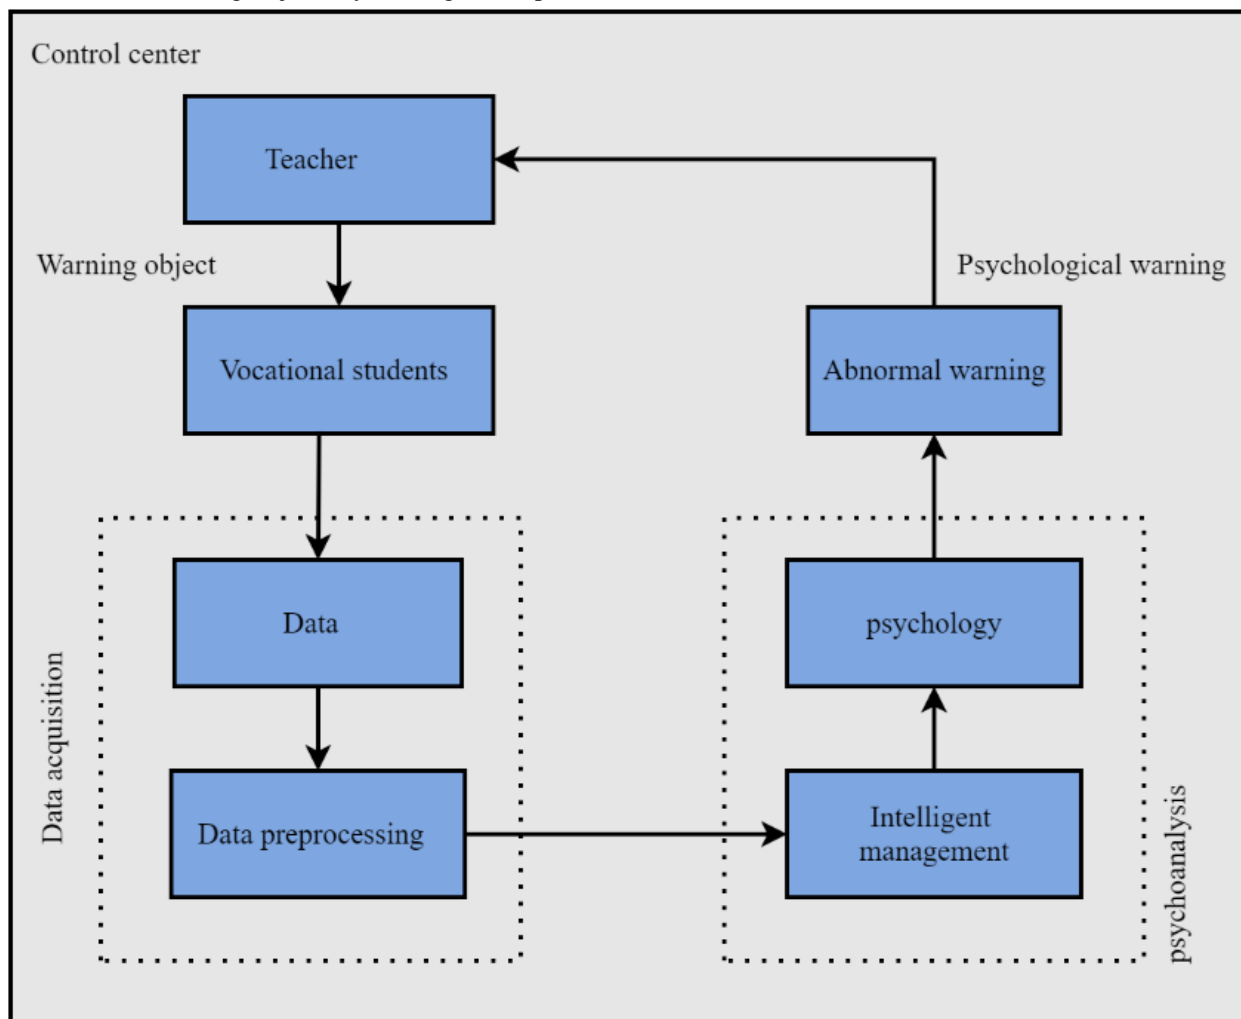 Control center
Teacher
Warning object
Psychological warning
Vocational students
Abnormal warning
Data
psychology
Data acquisition
Data preprocessing
Intelligent
management
psychoanalysis